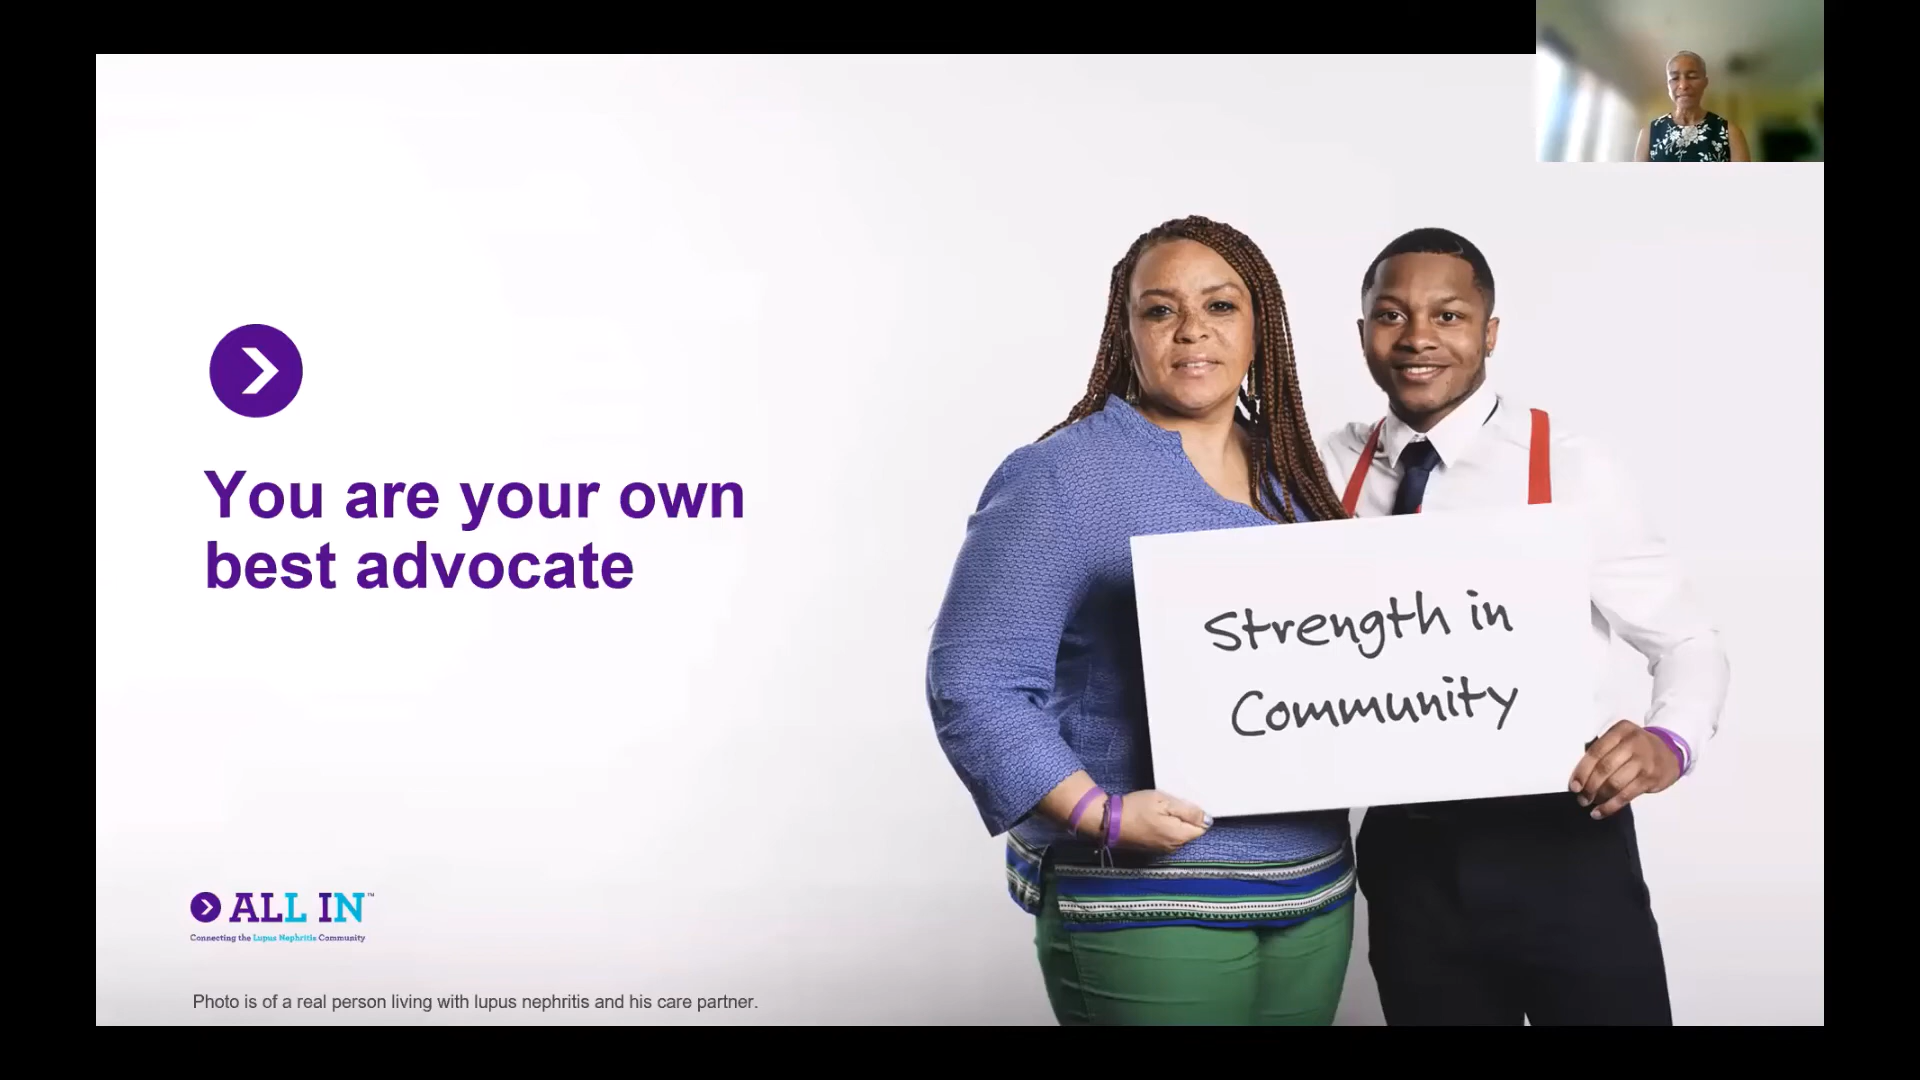 You are your own
best advocate
Strength in
Community
ALL IN™
Connecting the Lupus Nephritis Community
Photo is of a real person living with lupus nephritis and his care partner.